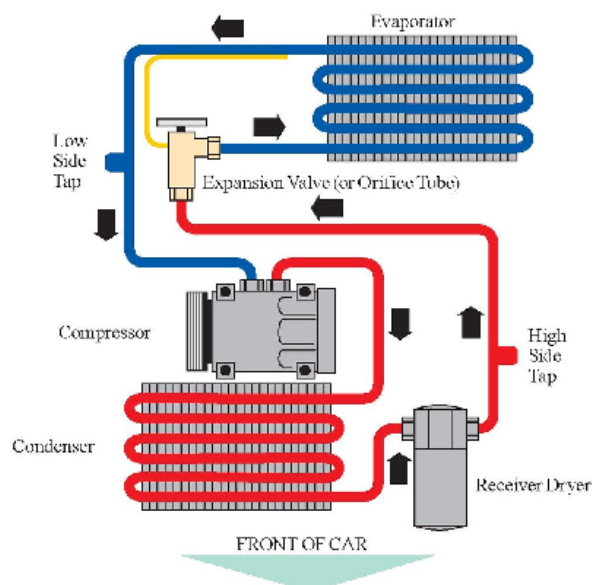 Evaporator
Low
Side
Tap
Expansion Valve (or Orifice Tube)
Compressor
High
Side
Tap
Condenser
Receiver Dryer
FRONT OF CAR